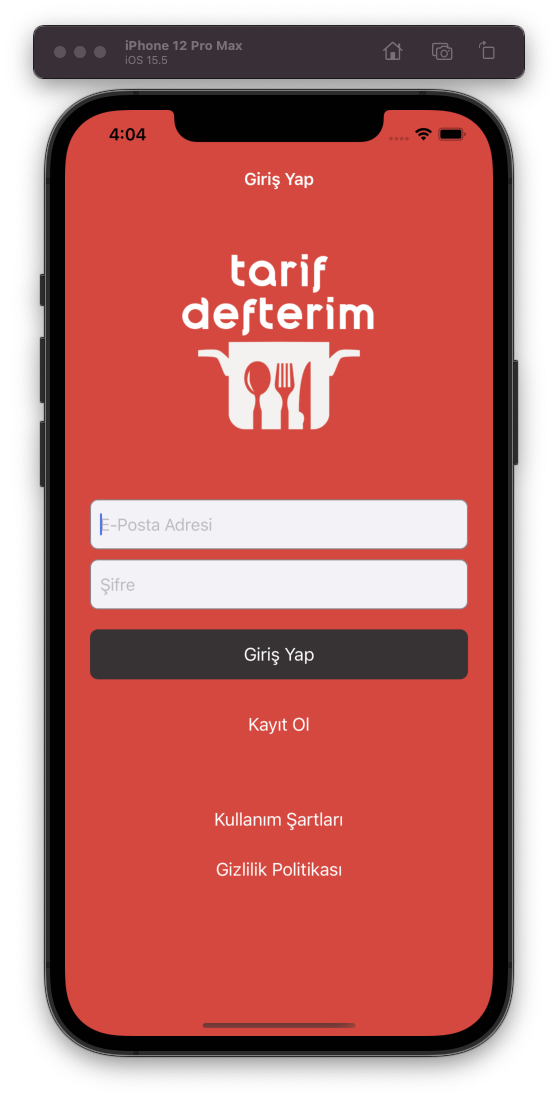 iPhone 12 Pro Max
iOS 15.5
4:04
Giriş Yap
tarif
defterim
E-Posta Adresi
Şifre
Giriş Yap
Kayıt Ol
Kullanım Şartları
Gizlilik Politikası